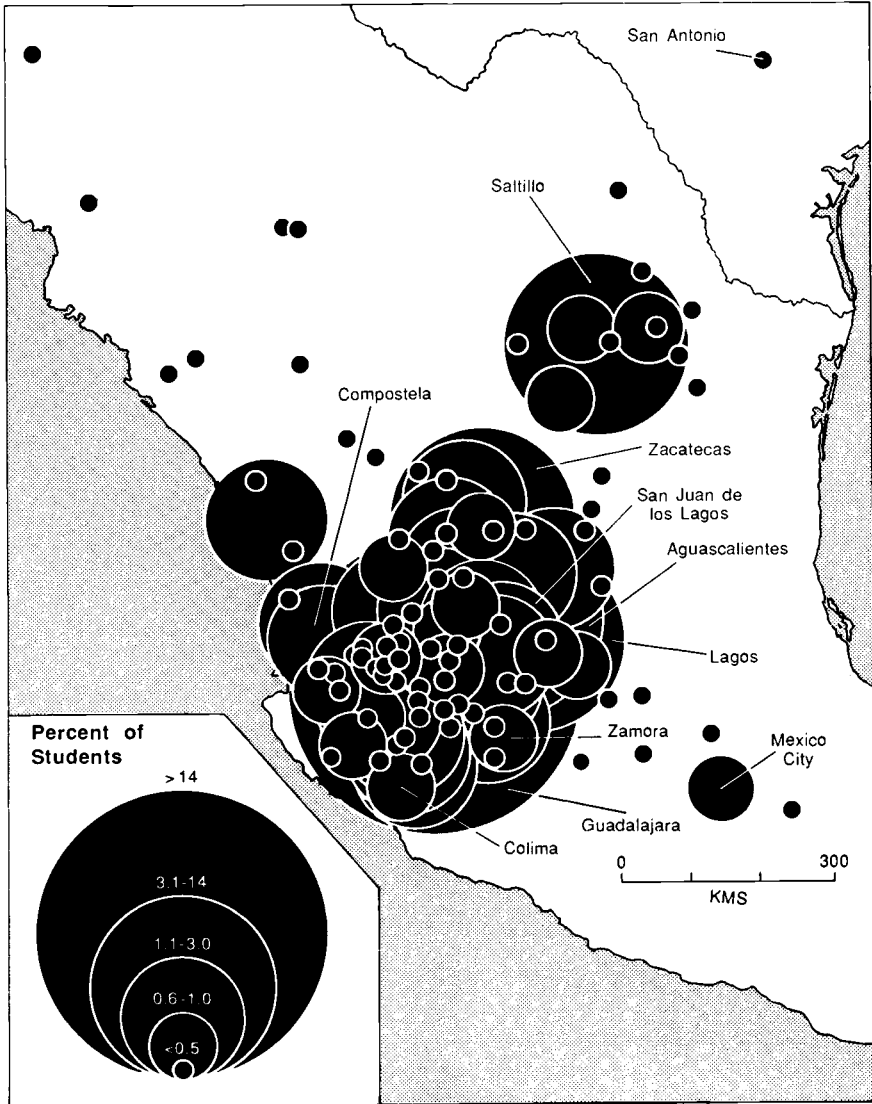 San Antonio
Saltillo
Compostela
Zacatecas
San Juan de
los Lagos
Aguascalientes
Lagos
Percent of
Students
>14
3.1-14
1.1-3.0
0.6-1.0
<0.5
Zamora
Mexico
City
Guadalajara
Colima
0
300
KMS